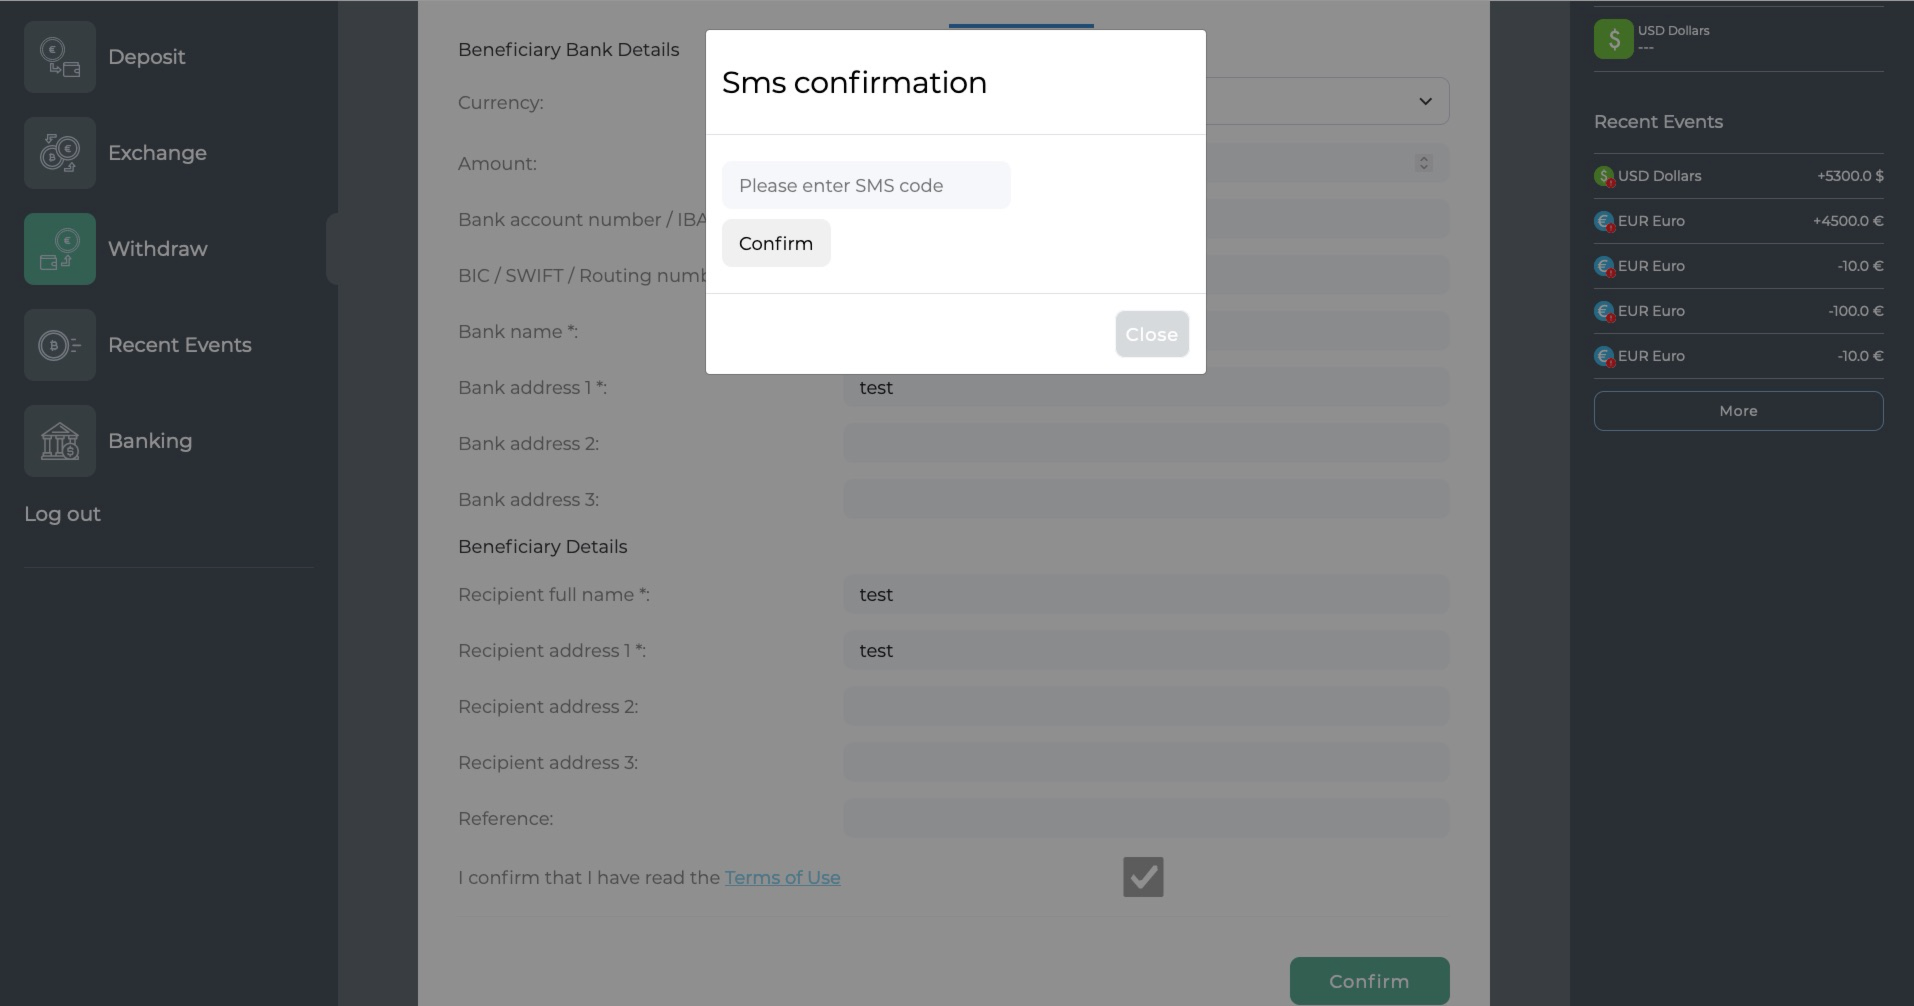 Deposit
Exchange
Withdraw
Recent Events
Banking
Log out
Beneficiary Bank Details
Currency:
Amount:
Bank account number / IBA
BIC / SWIFT / Routing numb
Bank name *:
Bank address 1 *:
test
Bank address 2:
Bank address 3:
Beneficiary Details
Recipient full name *:
test
Recipient address 1 *:
test
Recipient address 2:
Recipient address 3:
Reference:
I confirm that I have read the Terms of Use
Confirm
Sms confirmation
Please enter SMS code
Confirm
Close
$ USD Dollars
---
Recent Events
$ USD Dollars +5300.0 $
€ EUR Euro +4500.0 €
€ EUR Euro -10.0 €
€ EUR Euro -100.0 €
€ EUR Euro -10.0 €
More